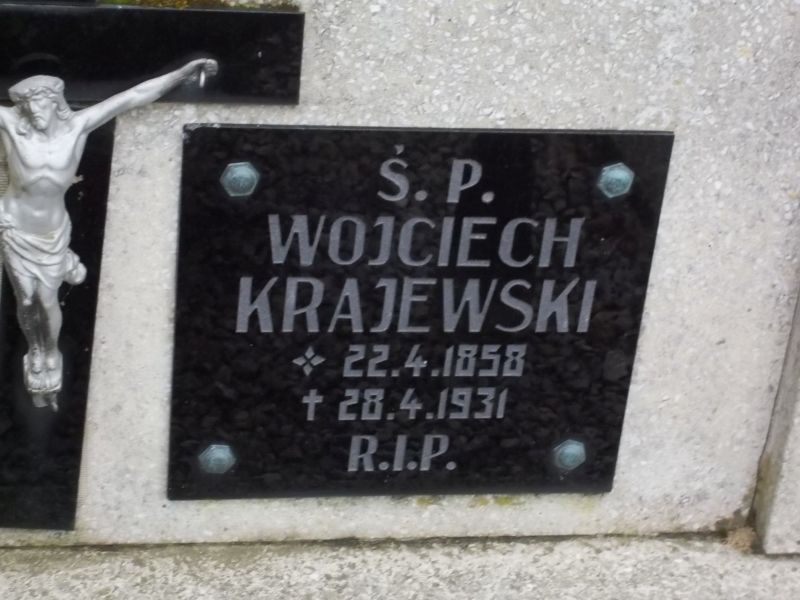 Ś. P.
WOJCIECH
KRAJEWSKI
22.4.1858
✝ 28.4.1931
R.I.P.